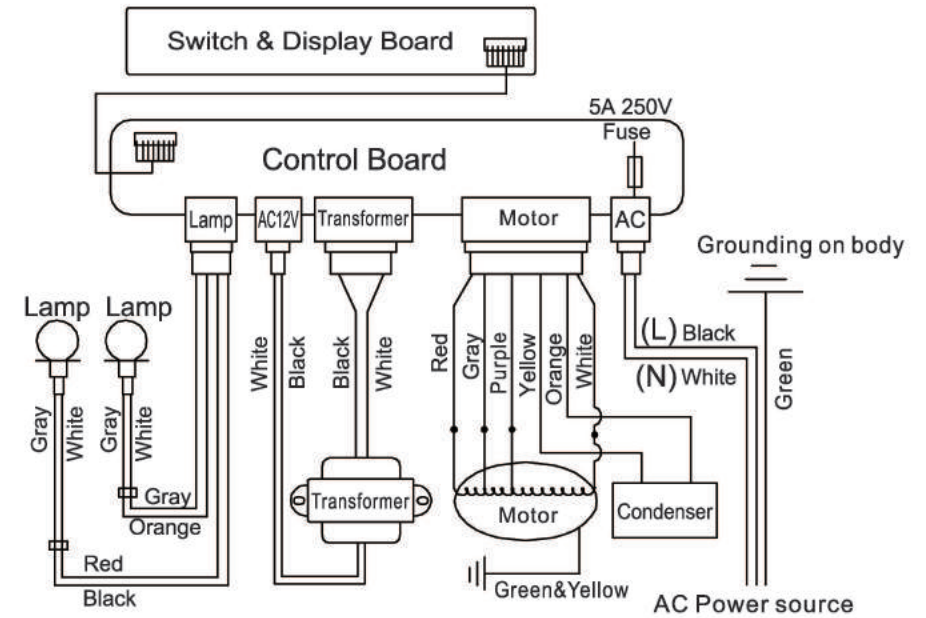 Switch & Display Board
5A 250V
Fuse
Control Board
Lamp
AC12V
Transformer
Motor
AC
Grounding on body
Lamp
Lamp
(L) Black
(N) White
Green
Gray
White
Gray
White
White
Black
Black
White
Red
Gray
Purple
Yellow
Orange
White
Gray
Orange
Transformer
Motor
Condenser
Red
Black
Green&Yellow
AC Power source